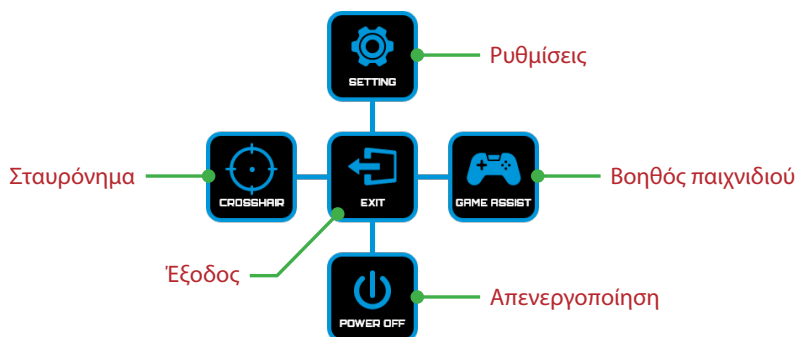 Ρυθμίσεις
SETTING
Σταυρόνημα
CROSSHAIR
EXIT
GAME ASSIST
Βοηθός παιχνιδιού
Έξοδος
POWER OFF
Απενεργοποίηση